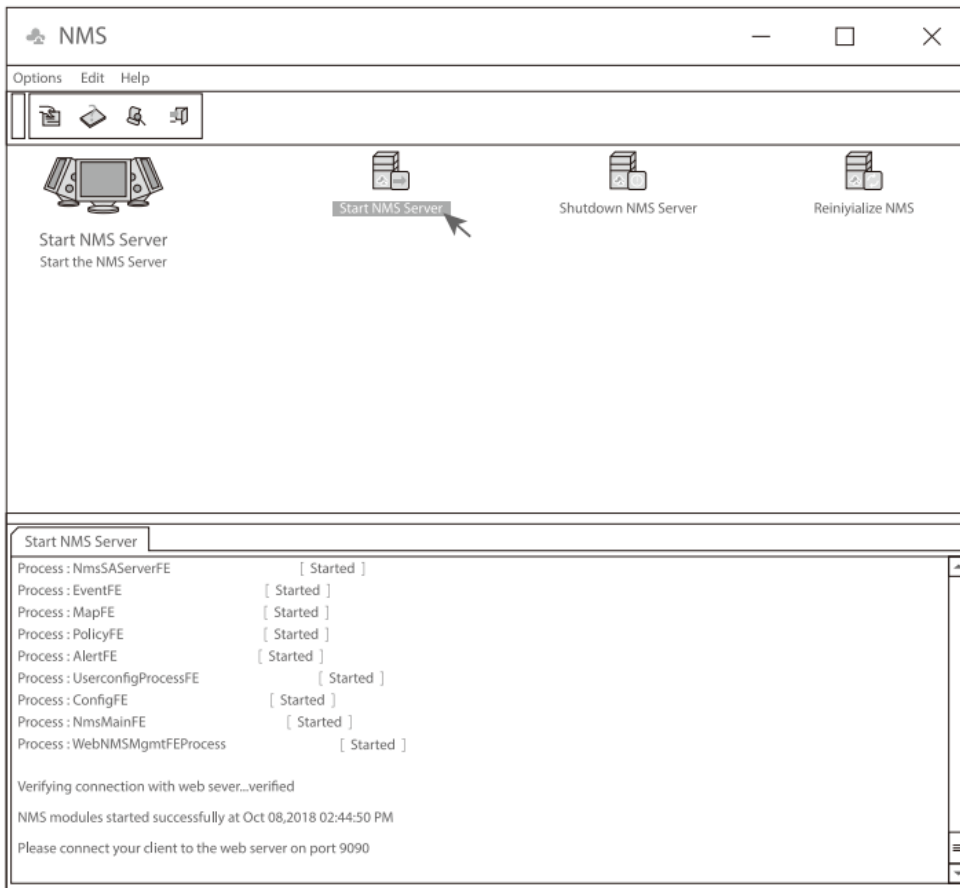 NMS
Options Edit Help
Start NMS Server
Start the NMS Server
Start NMS Server
Shutdown NMS Server
Reiniyialize NMS
Start NMS Server
Process : NmsSAServerFE [ Started ]
Process : EventFE [ Started ]
Process : MapFE [ Started ]
Process : PolicyFE [ Started ]
Process : AlertFE [ Started ]
Process : UserconfigProcessFE [ Started ]
Process : ConfigFE [ Started ]
Process : NmsMainFE [ Started ]
Process : WebNMSMgmtFEProcess [ Started ]
Verifying connection with web sever...verified
NMS modules started successfully at Oct 08,2018 02:44:50 PM
Please connect your client to the web server on port 9090